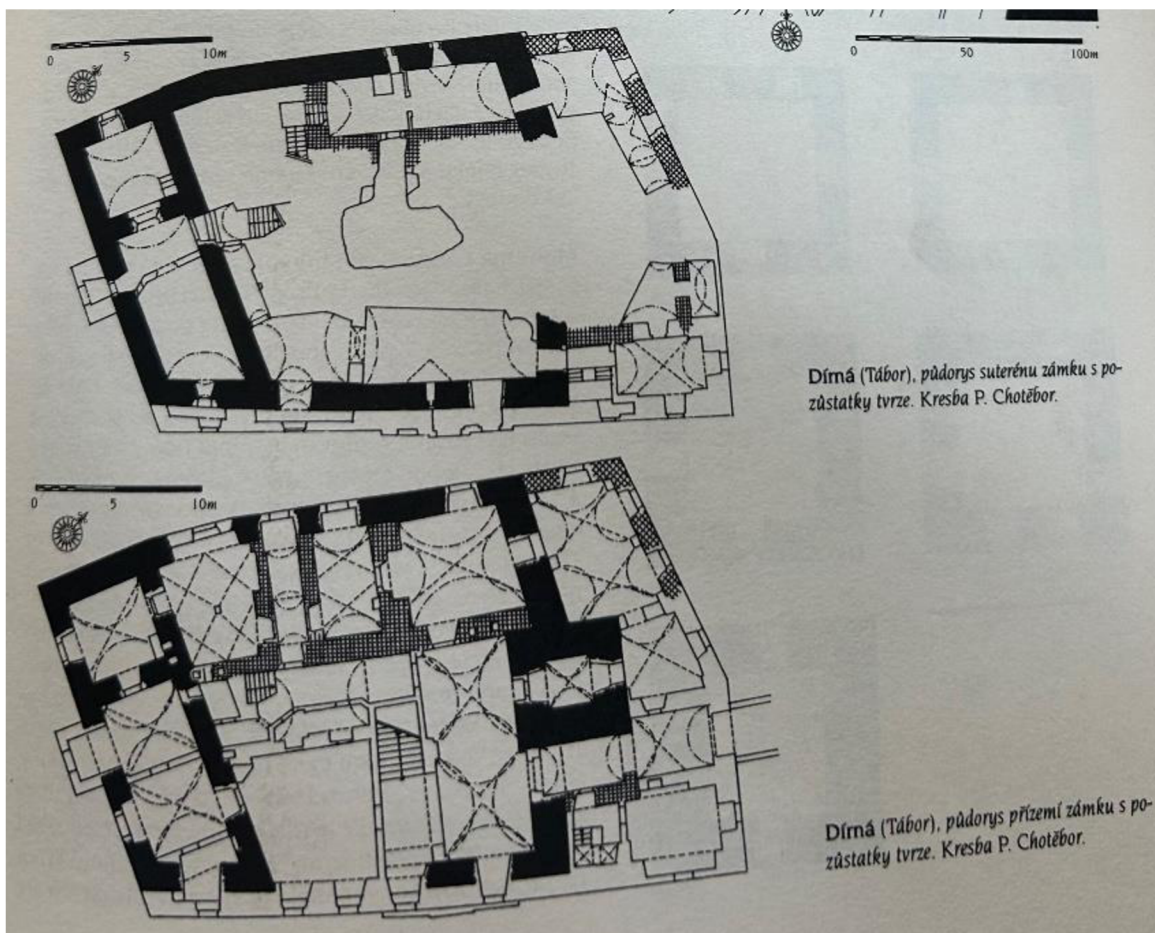 0 5 10m
0 50 100m
Dírná (Tábor), půdorys suterénu zámku s po-
zůstatky tvrze. Kresba P. Chotěbor.
0 5 10m
Dírná (Tábor), půdorys přízemí zámku s po-
zůstatky tvrze. Kresba P. Chotěbor.